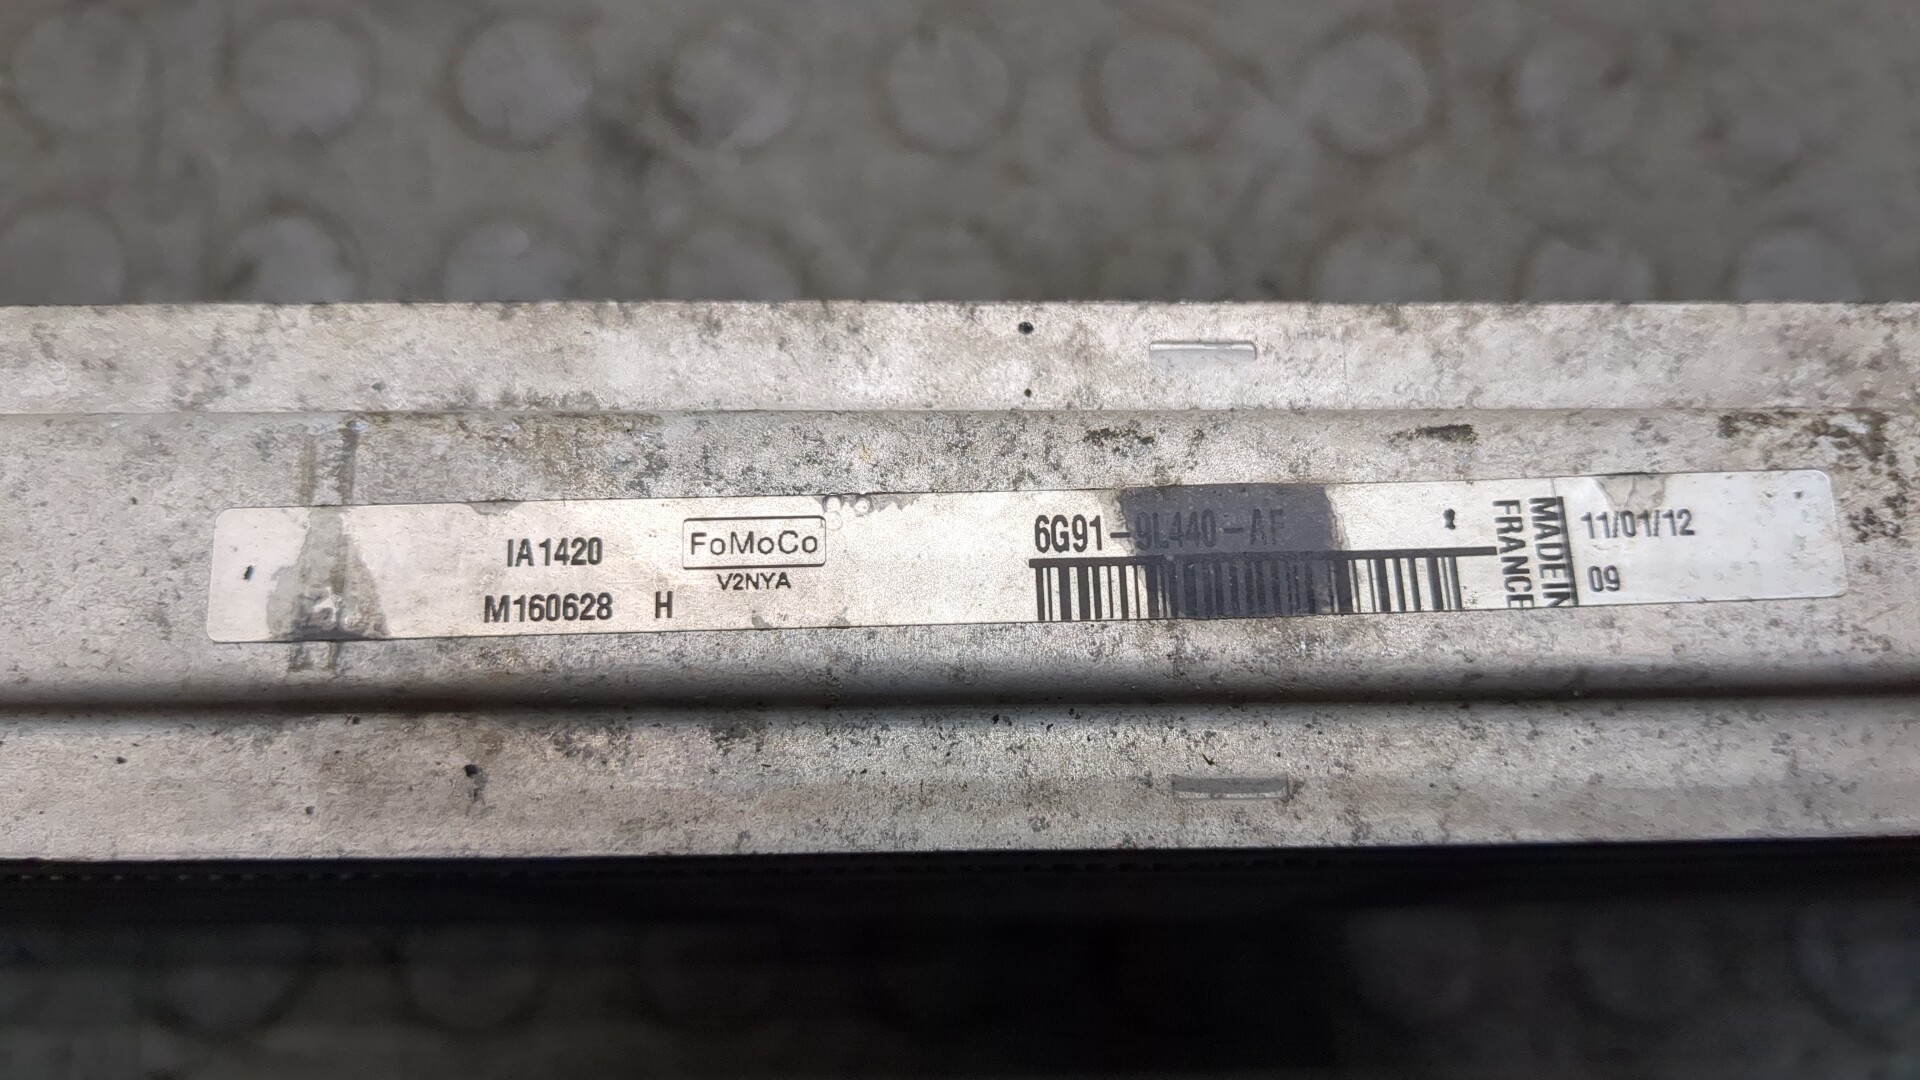 IA1420
M160628 H
FoMoCo
V2NYA
6G91-9L440-AF
MADE IN
FRANCE
11/01/12
09